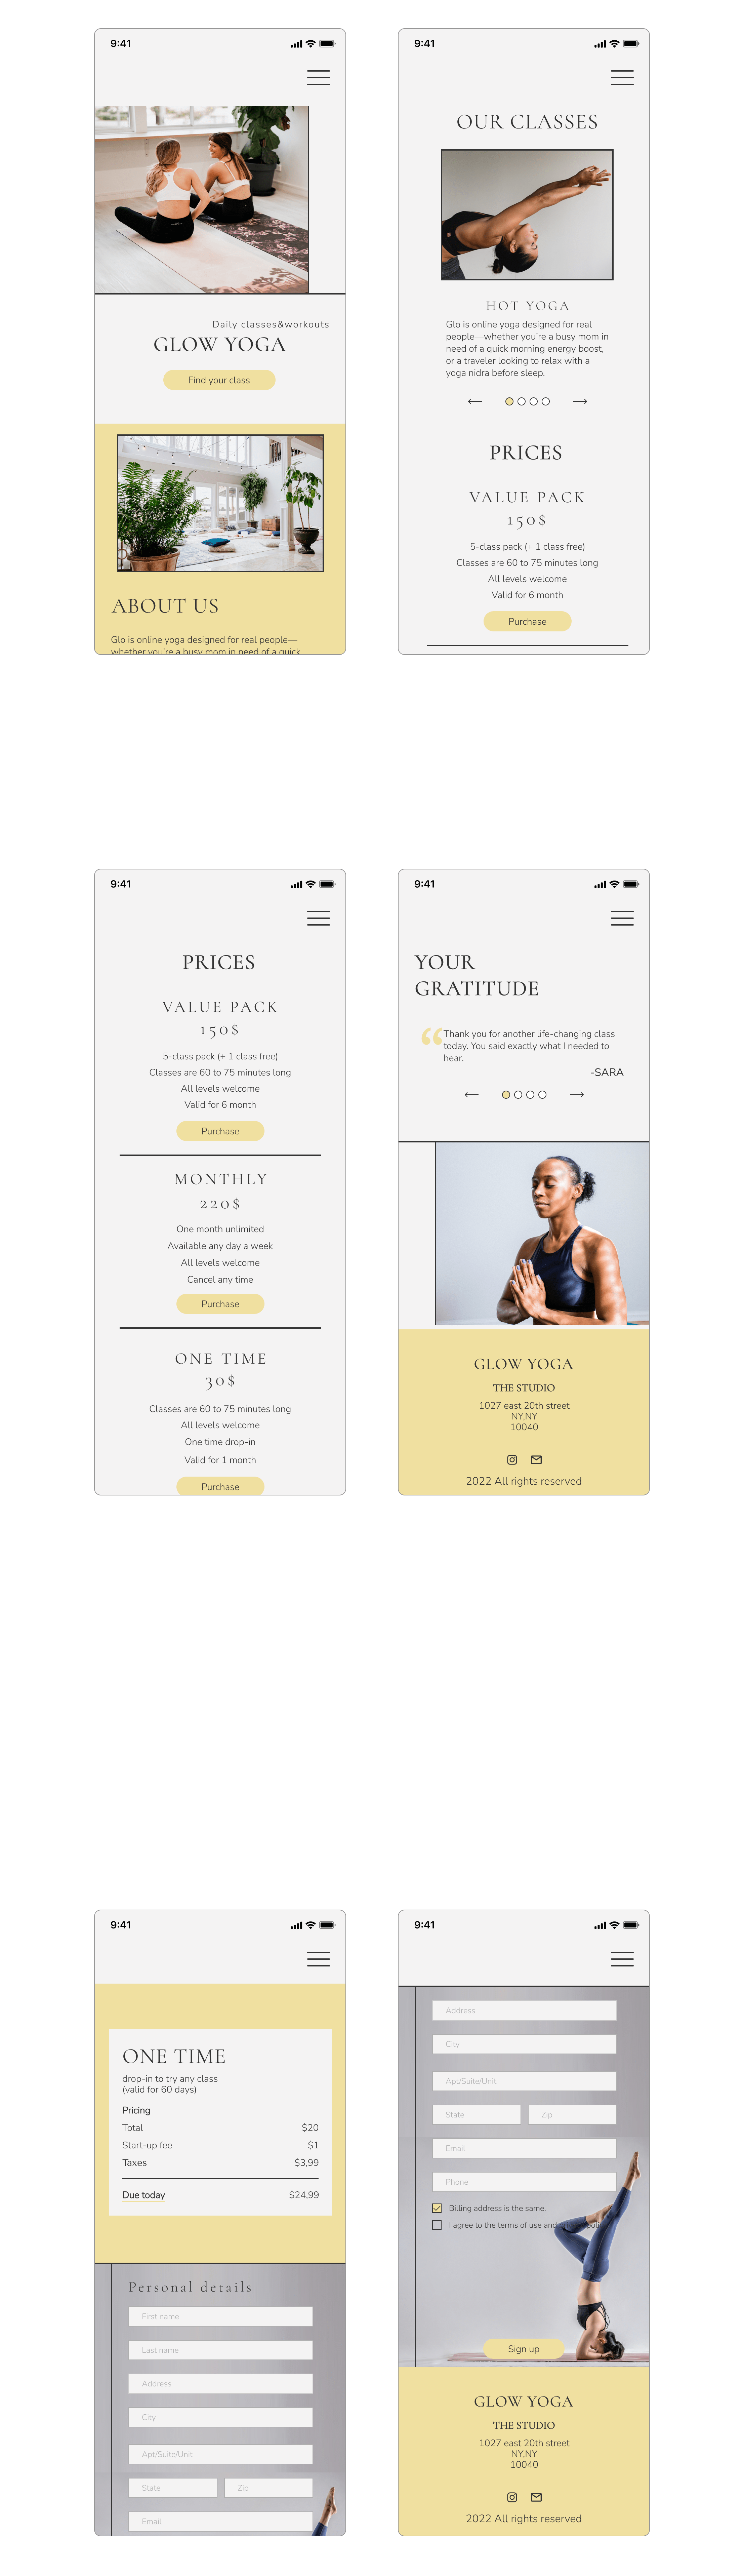 9:41
Daily classes&workouts
GLOW YOGA
Find your class
ABOUT US
Glo is online yoga designed for real people—
whether you're a busy mom in need of a quick
9:41
OUR CLASSES
HOT YOGA
Glo is online yoga designed for real
people—whether you're a busy mom in
need of a quick morning energy boost,
or a traveler looking to relax with a
yoga nidra before sleep.
PRICES
VALUE PACK
150$
5-class pack (+ 1 class free)
Classes are 60 to 75 minutes long
All levels welcome
Valid for 6 month
Purchase
9:41
PRICES
VALUE PACK
150$
5-class pack (+ 1 class free)
Classes are 60 to 75 minutes long
All levels welcome
Valid for 6 month
Purchase
MONTHLY
220$
One month unlimited
Available any day a week
All levels welcome
Cancel any time
Purchase
ONE TIME
30$
Classes are 60 to 75 minutes long
All levels welcome
One time drop-in
Valid for 1 month
Purchase
9:41
YOUR
GRATITUDE
“Thank you for another life-changing class
today. You said exactly what I needed to
hear.
-SARA
GLOW YOGA
THE STUDIO
1027 east 20th street
NY,NY
10040
2022 All rights reserved
9:41
ONE TIME
drop-in to try any class
(valid for 60 days)
Pricing
Total $20
Start-up fee $1
Taxes $3,99
Due today $24,99
Personal details
First name
Last name
Address
City
Apt/Suite/Unit
State Zip
Email
9:41
Address
City
Apt/Suite/Unit
State Zip
Email
Phone
Billing address is the same.
I agree to the terms of use and
Sign up
GLOW YOGA
THE STUDIO
1027 east 20th street
NY,NY
10040
2022 All rights reserved